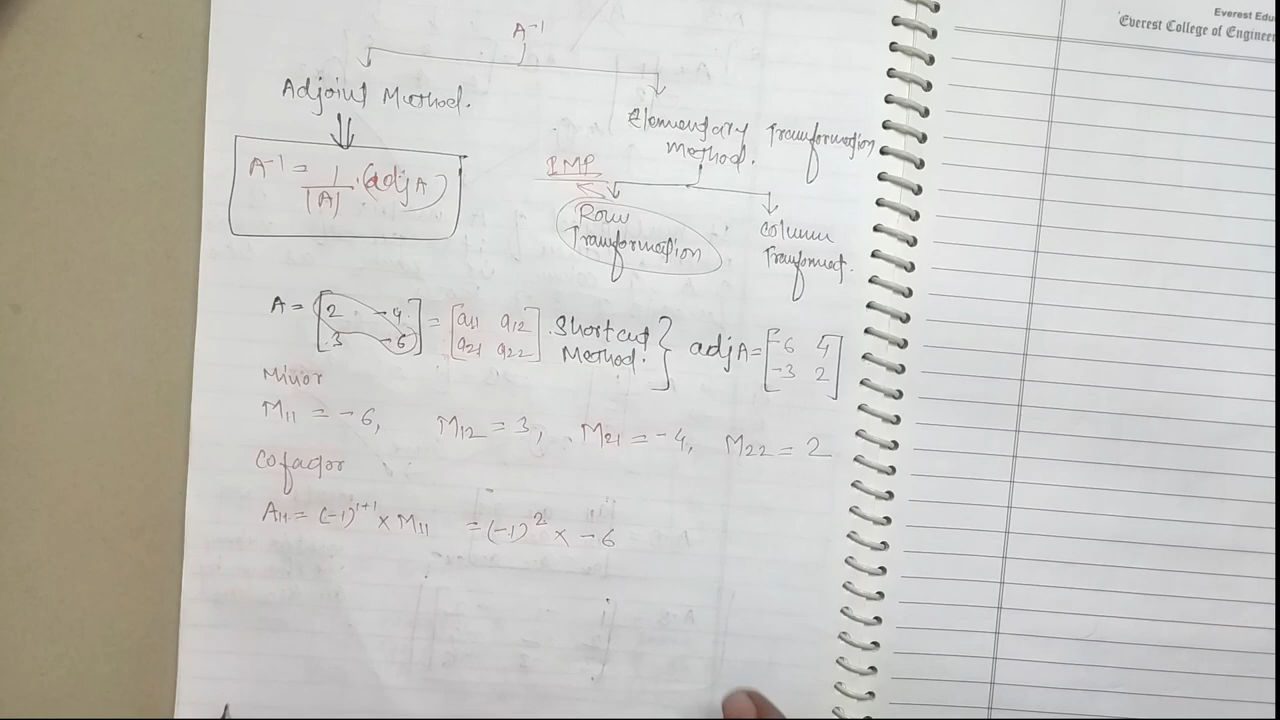 A⁻¹
Adjoint Method.
Elementary Transformation
Method.
A⁻¹ = 1/|A| · (adj A)
IMP
Row
Transformation
Column
Transformat.
A = [2 -4; 3 -6] = [a11 a12; a21 a22] . Shortcut Method. } adj A = [-6 4; -3 2]
Minor
M11 = -6, M12 = 3, M21 = -4, M22 = 2
Cofactor
A11 = (-1)^1+1 × M11 = (-1)² × -6
Everest Edu
Everest College of Engineer